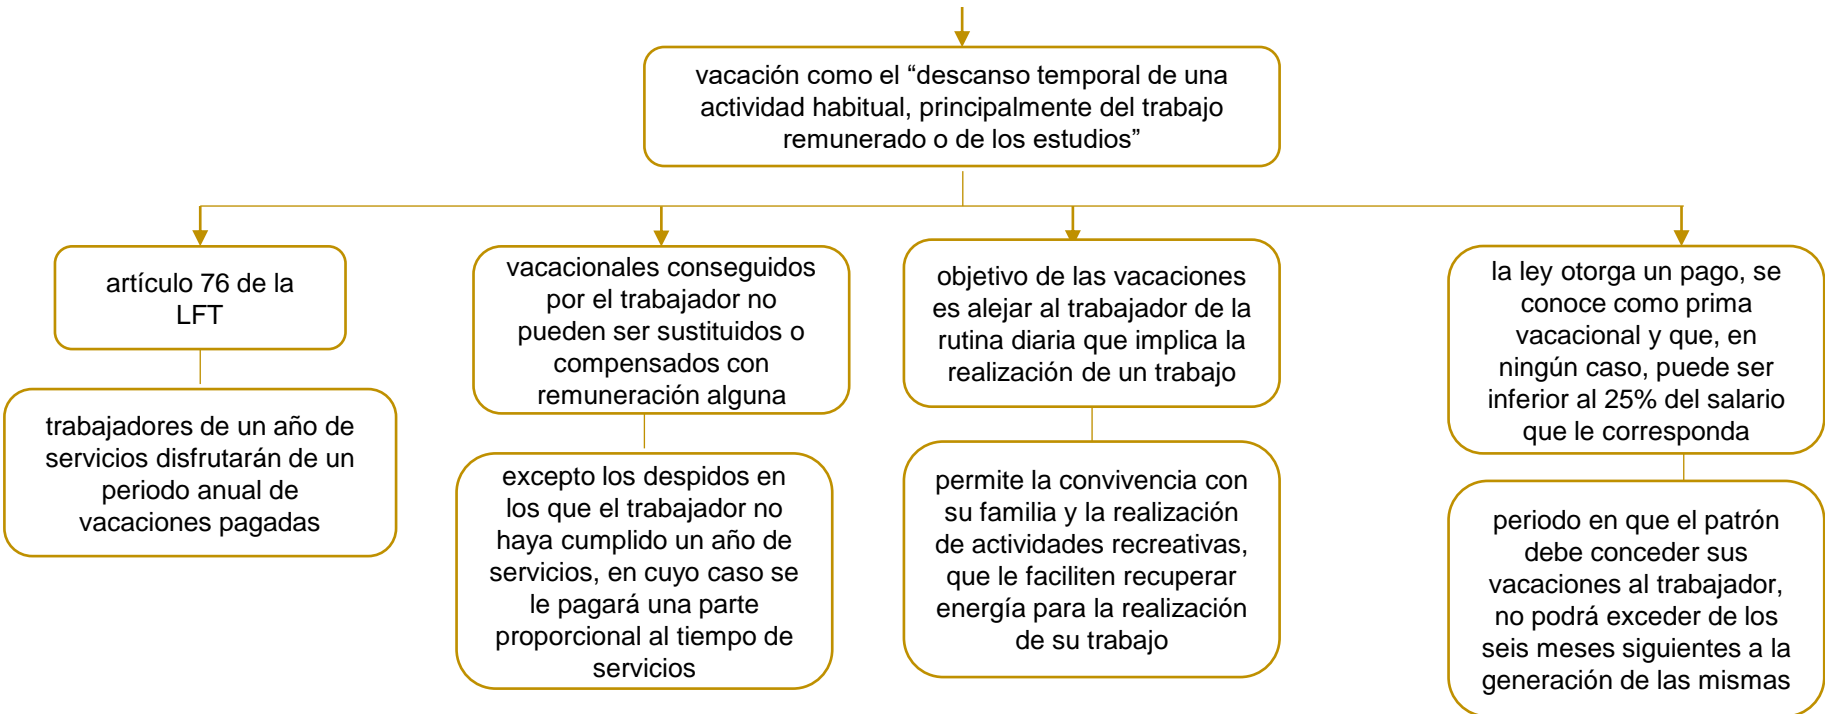 vacación como el “descanso temporal de una
actividad habitual, principalmente del trabajo
remunerado o de los estudios”
artículo 76 de la
LFT
trabajadores de un año de
servicios disfrutarán de un
periodo anual de
vacaciones pagadas
vacacionales conseguidos
por el trabajador no
pueden ser sustituidos o
compensados con
remuneración alguna
excepto los despidos en
los que el trabajador no
haya cumplido un año de
servicios, en cuyo caso se
le pagará una parte
proporcional al tiempo de
servicios
objetivo de las vacaciones
es alejar al trabajador de la
rutina diaria que implica la
realización de un trabajo
permite la convivencia con
su familia y la realización
de actividades recreativas,
que le faciliten recuperar
energía para la realización
de su trabajo
la ley otorga un pago, se
conoce como prima
vacacional y que, en
ningún caso, puede ser
inferior al 25% del salario
que le corresponda
periodo en que el patrón
debe conceder sus
vacaciones al trabajador,
no podrá exceder de los
seis meses siguientes a la
generación de las mismas